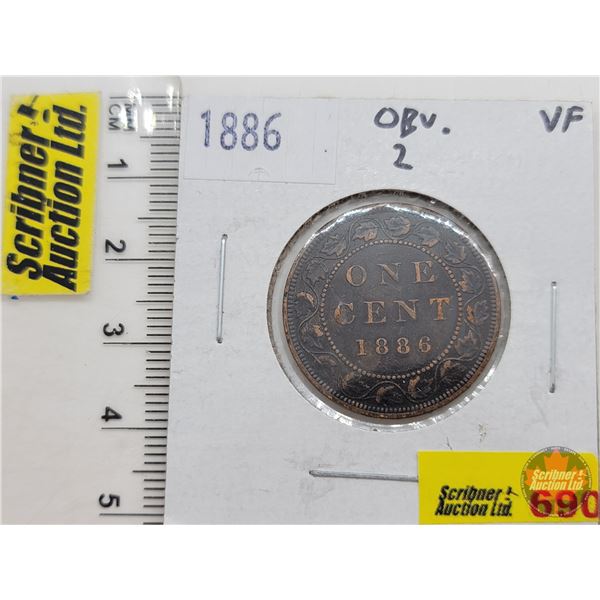 Scribner
Auction Ltd.
CM
1
2
3
4
5
1886
OBV.
2
VF
ONE
CENT
1886
Scribner
Auction Ltd.
690
Scribner
Auction Ltd.